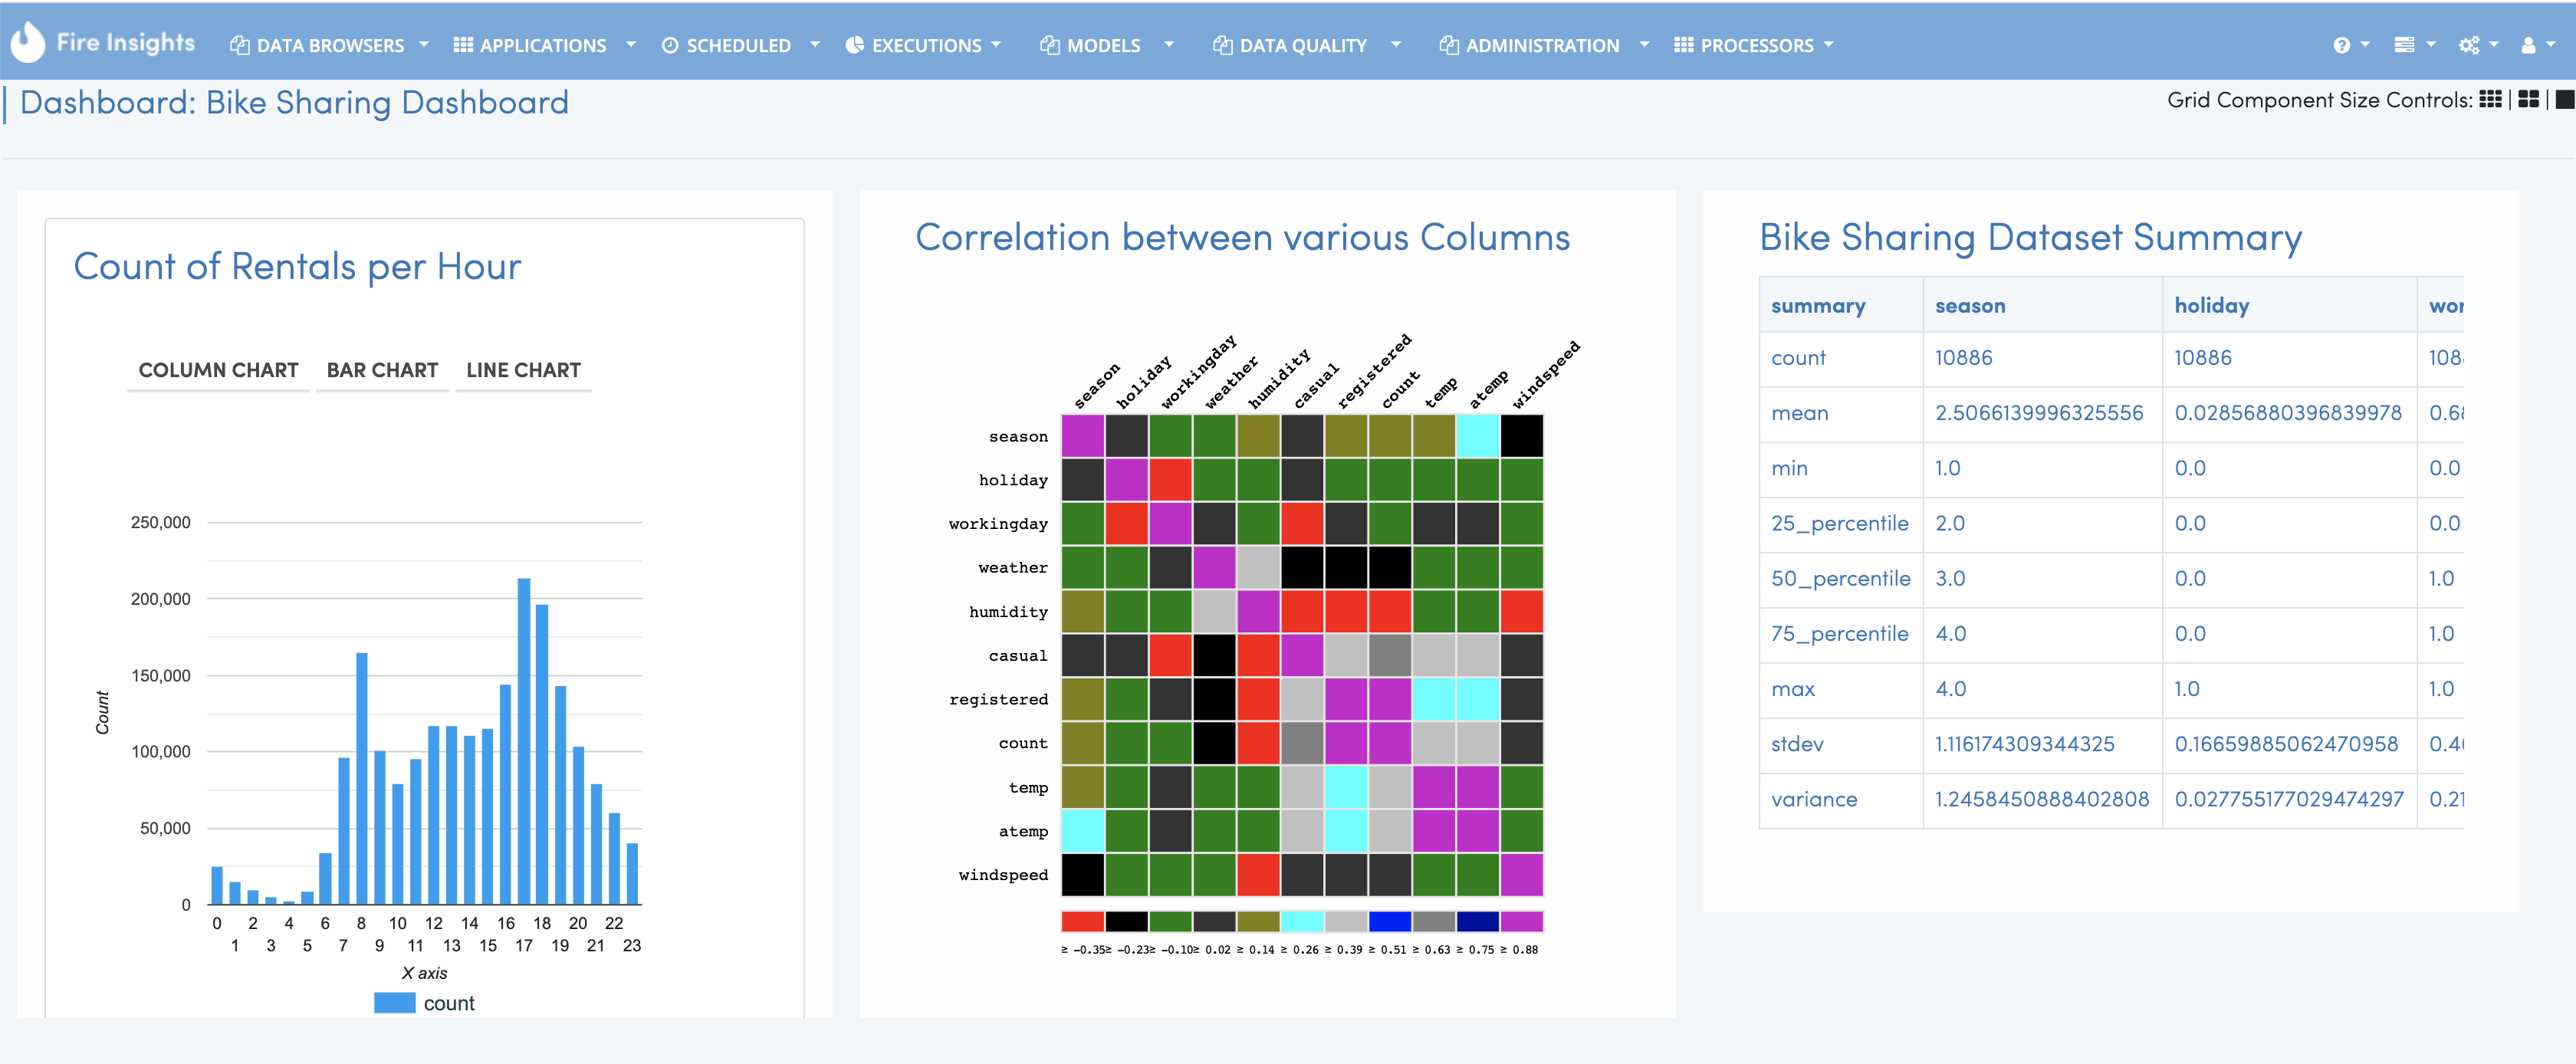 Fire Insights DATA BROWSERS APPLICATIONS SCHEDULED EXECUTIONS MODELS DATA QUALITY ADMINISTRATION PROCESSORS
Dashboard: Bike Sharing Dashboard
Grid Component Size Controls: | |
Count of Rentals per Hour
COLUMN CHART BAR CHART LINE CHART
250,000
200,000
150,000
100,000
50,000
0
Count
0 2 4 6 8 10 12 14 16 18 20 22
1 3 5 7 9 11 13 15 17 19 21 23
X axis
count
Correlation between various Columns
season holiday workingday weather humidity casual registered count temp atemp windspeed
season
holiday
workingday
weather
humidity
casual
registered
count
temp
atemp
windspeed
≥ -0.35 ≥ -0.23 ≥ -0.10 ≥ 0.02 ≥ 0.14 ≥ 0.26 ≥ 0.39 ≥ 0.51 ≥ 0.63 ≥ 0.75 ≥ 0.88
Bike Sharing Dataset Summary
summary season holiday wor
count 10886 10886 108
mean 2.5066139996325556 0.02856880396839978 0.68
min 1.0 0.0 0.0
25_percentile 2.0 0.0 0.0
50_percentile 3.0 0.0 1.0
75_percentile 4.0 0.0 1.0
max 4.0 1.0 1.0
stdev 1.116174309344325 0.16659885062470958 0.4
variance 1.2458450888402808 0.027755177029474297 0.21